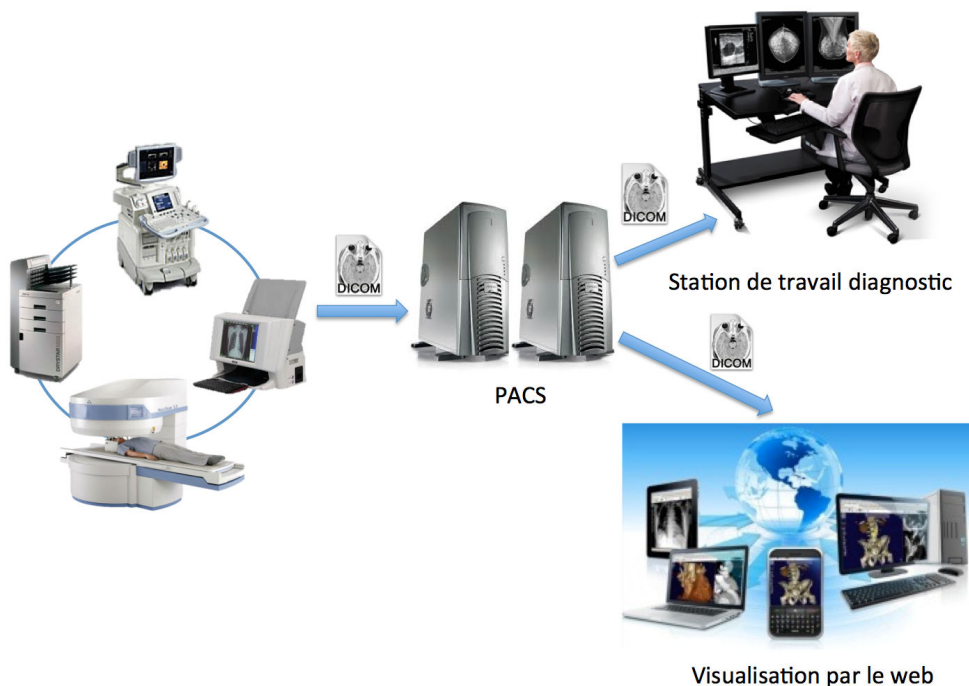 DICOM
DICOM
Station de travail diagnostic
DICOM
PACS
Visualisation par le web